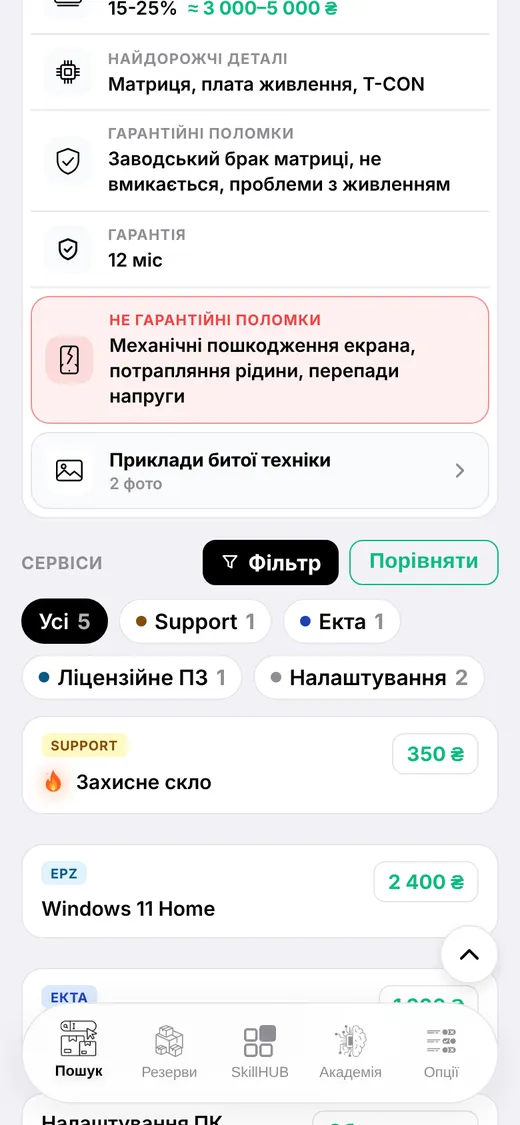 15-25% ≈ 3 000–5 000 ₴
НАЙДОРОЖЧІ ДЕТАЛІ
Матриця, плата живлення, T-CON
ГАРАНТІЙНІ ПОЛОМКИ
Заводський брак матриці, не
вмикається, проблеми з живленням
ГАРАНТІЯ
12 міс
НЕ ГАРАНТІЙНІ ПОЛОМКИ
Механічні пошкодження екрана,
потрапляння рідини, перепади
напруги
Приклади битої техніки
2 фото
СЕРВІСИ
Фільтр
Порівняти
Усі 5
Support 1
Екта 1
Ліцензійне ПЗ 1
Налаштування 2
SUPPORT
350 ₴
Захисне скло
EPZ
2 400 ₴
Windows 11 Home
ЕКТА
Пошук
Резерви
SkillHUB
Академія
Опції
Налаштування ПК